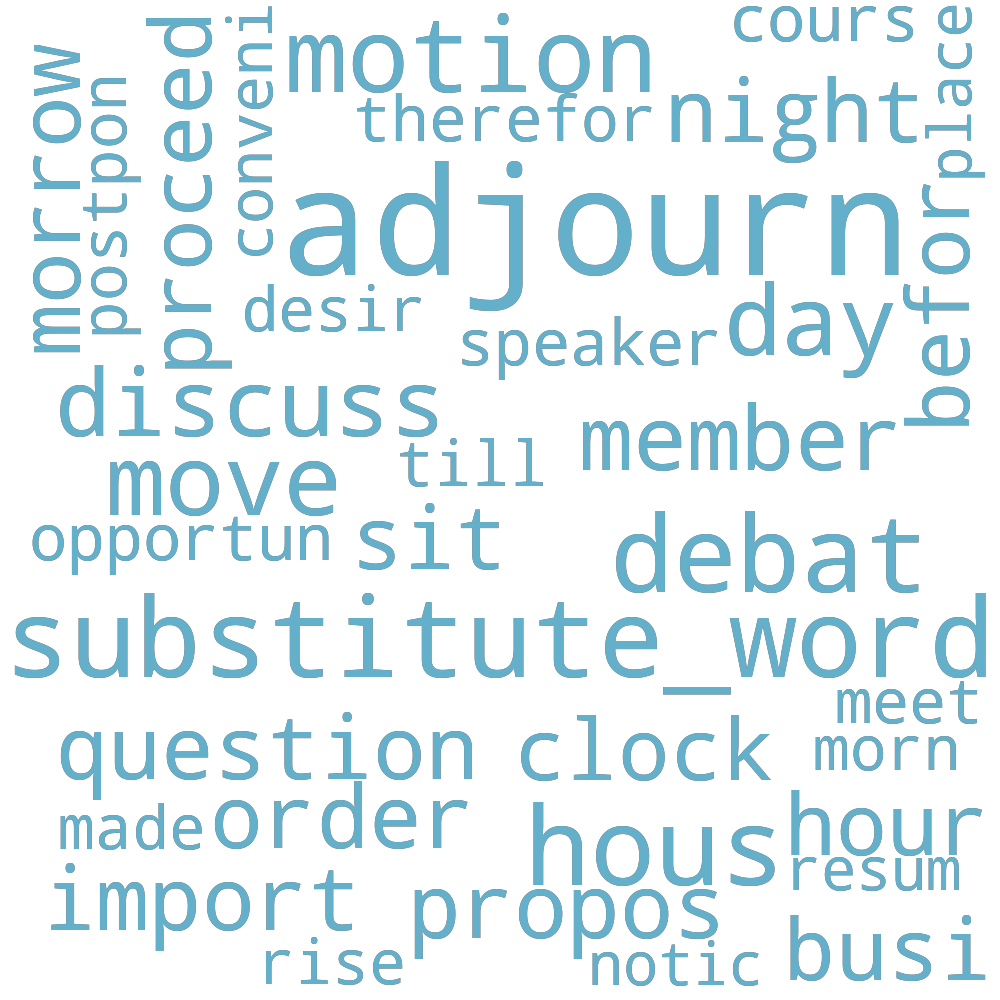 cours
motion
place
morrow
postpon
proceed
conveni
therefor
night
adjourn
befor
desir
speaker
day
discuss
member
move
till
opportun
sit
debat
substitute_word
meet
question
clock
morn
made
order
hous
hour
resum
import
propos
rise
notic
busi